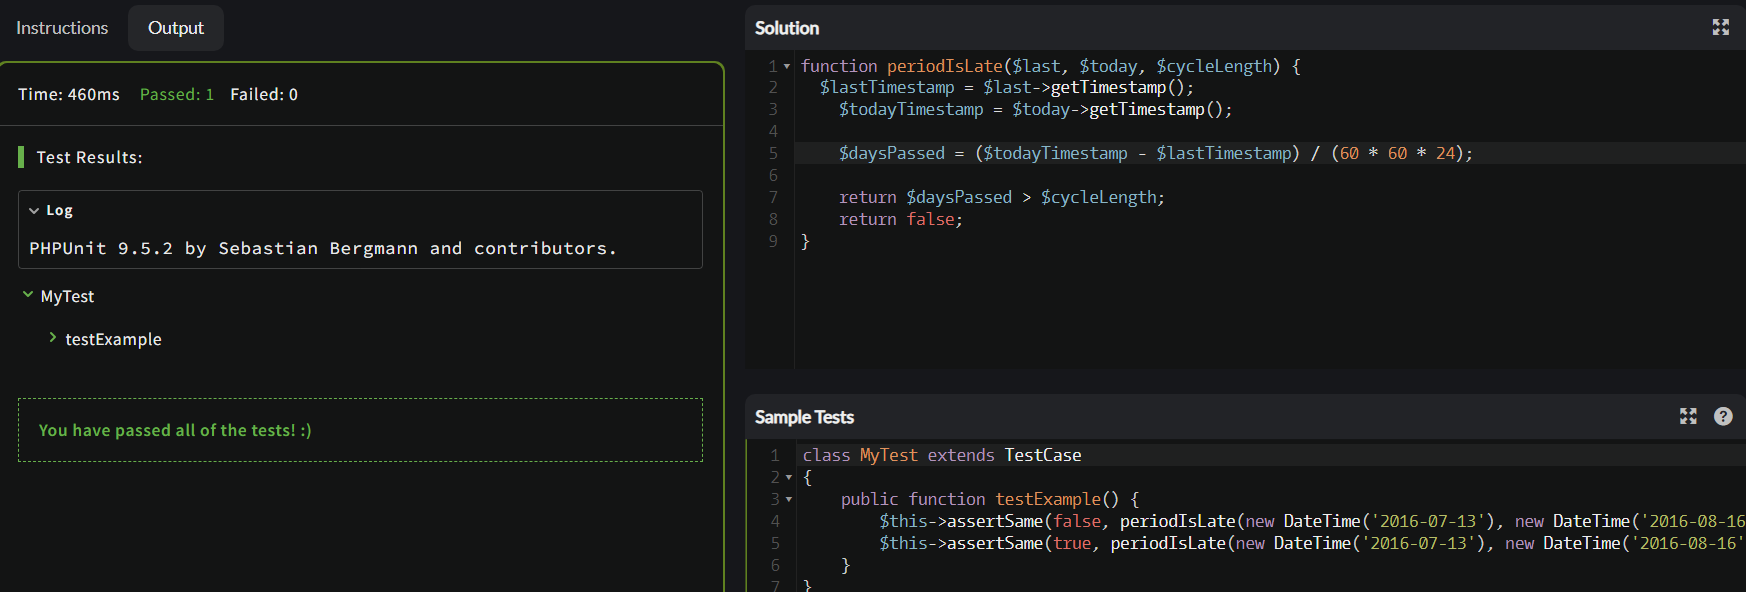 Instructions
Output
Time: 460ms Passed: 1 Failed: 0
Test Results:
Log
PHPUnit 9.5.2 by Sebastian Bergmann and contributors.
MyTest
testExample
You have passed all of the tests! :)
Solution
1 function periodIsLate($last, $today, $cycleLength) {
2   $lastTimestamp = $last->getTimestamp();
3     $todayTimestamp = $today->getTimestamp();
4
5     $daysPassed = ($todayTimestamp - $lastTimestamp) / (60 * 60 * 24);
6
7     return $daysPassed > $cycleLength;
8     return false;
9 }
Sample Tests
?
1 class MyTest extends TestCase
2 {
3     public function testExample() {
4         $this->assertSame(false, periodIsLate(new DateTime('2016-07-13'), new DateTime('2016-08-16
5         $this->assertSame(true, periodIsLate(new DateTime('2016-07-13'), new DateTime('2016-08-16'
6     }
7 }